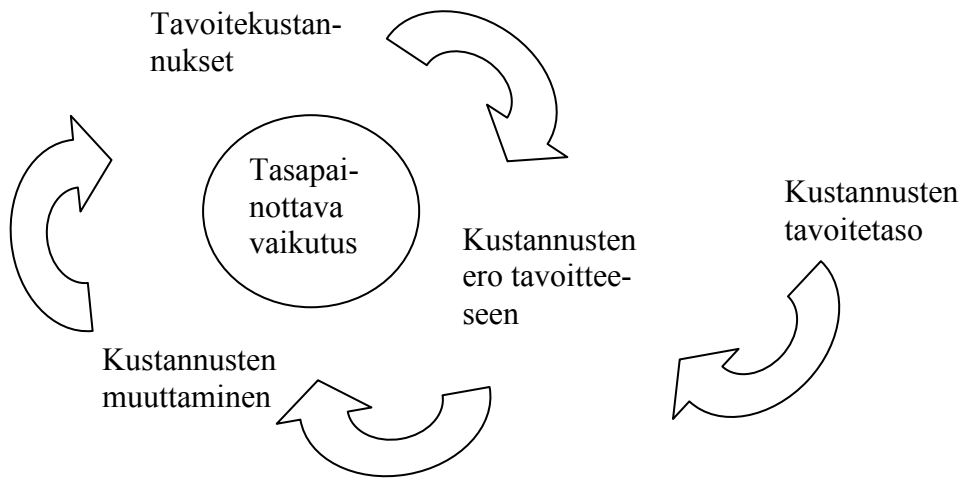 Tavoitekustan-
nukset
Tasapai-
nottava
vaikutus
Kustannusten
ero tavoittee-
seen
Kustannusten
tavoitetaso
Kustannusten
muuttaminen